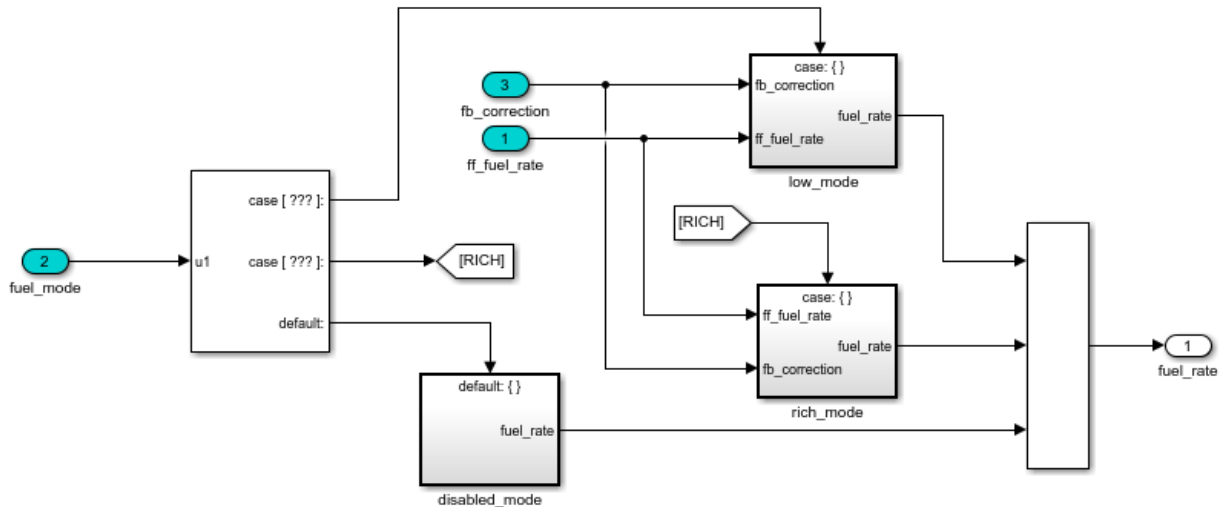 case: { }
3
fb_correction
fb_correction
fuel_rate
1
ff_fuel_rate
ff_fuel_rate
low_mode
case [ ??? ]:
[RICH]
2
fuel_mode
u1
case [ ??? ]:
[RICH]
case: { }
ff_fuel_rate
fuel_rate
fb_correction
rich_mode
default:
1
fuel_rate
default: { }
fuel_rate
disabled_mode